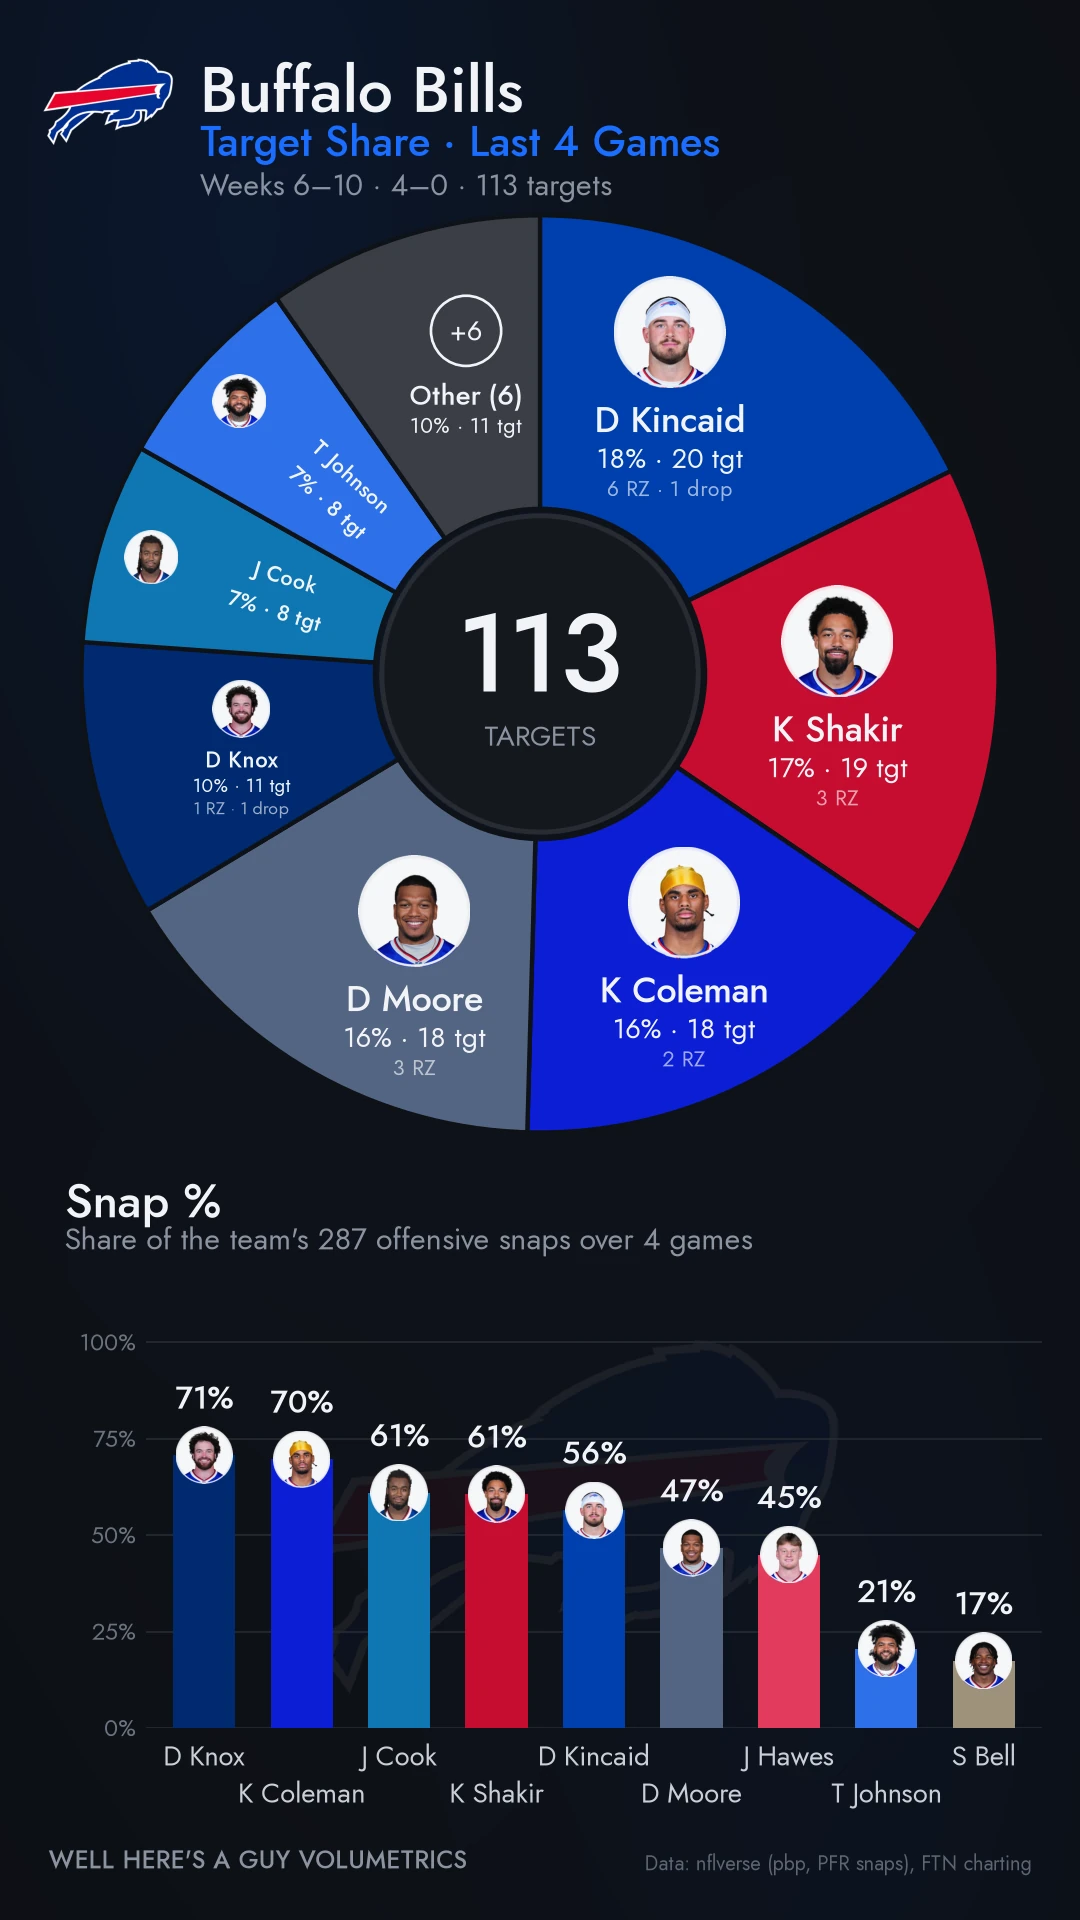 Buffalo Bills
Target Share · Last 4 Games
Weeks 6–10 · 4–0 · 113 targets
+6
Other (6)
10% · 11 tgt
D Kincaid
18% · 20 tgt
6 RZ · 1 drop
T Johnson
7% · 8 tgt
J Cook
7% · 8 tgt
K Shakir
17% · 19 tgt
3 RZ
113
TARGETS
D Knox
10% · 11 tgt
1 RZ · 1 drop
D Moore
16% · 18 tgt
3 RZ
K Coleman
16% · 18 tgt
2 RZ
Snap %
Share of the team's 287 offensive snaps over 4 games
100%
75%
50%
25%
0%
71%
70%
61%
61%
56%
47%
45%
21%
17%
D Knox
K Coleman
J Cook
K Shakir
D Kincaid
D Moore
J Hawes
T Johnson
S Bell
WELL HERE'S A GUY VOLUMETRICS
Data: nflverse (pbp, PFR snaps), FTN charting